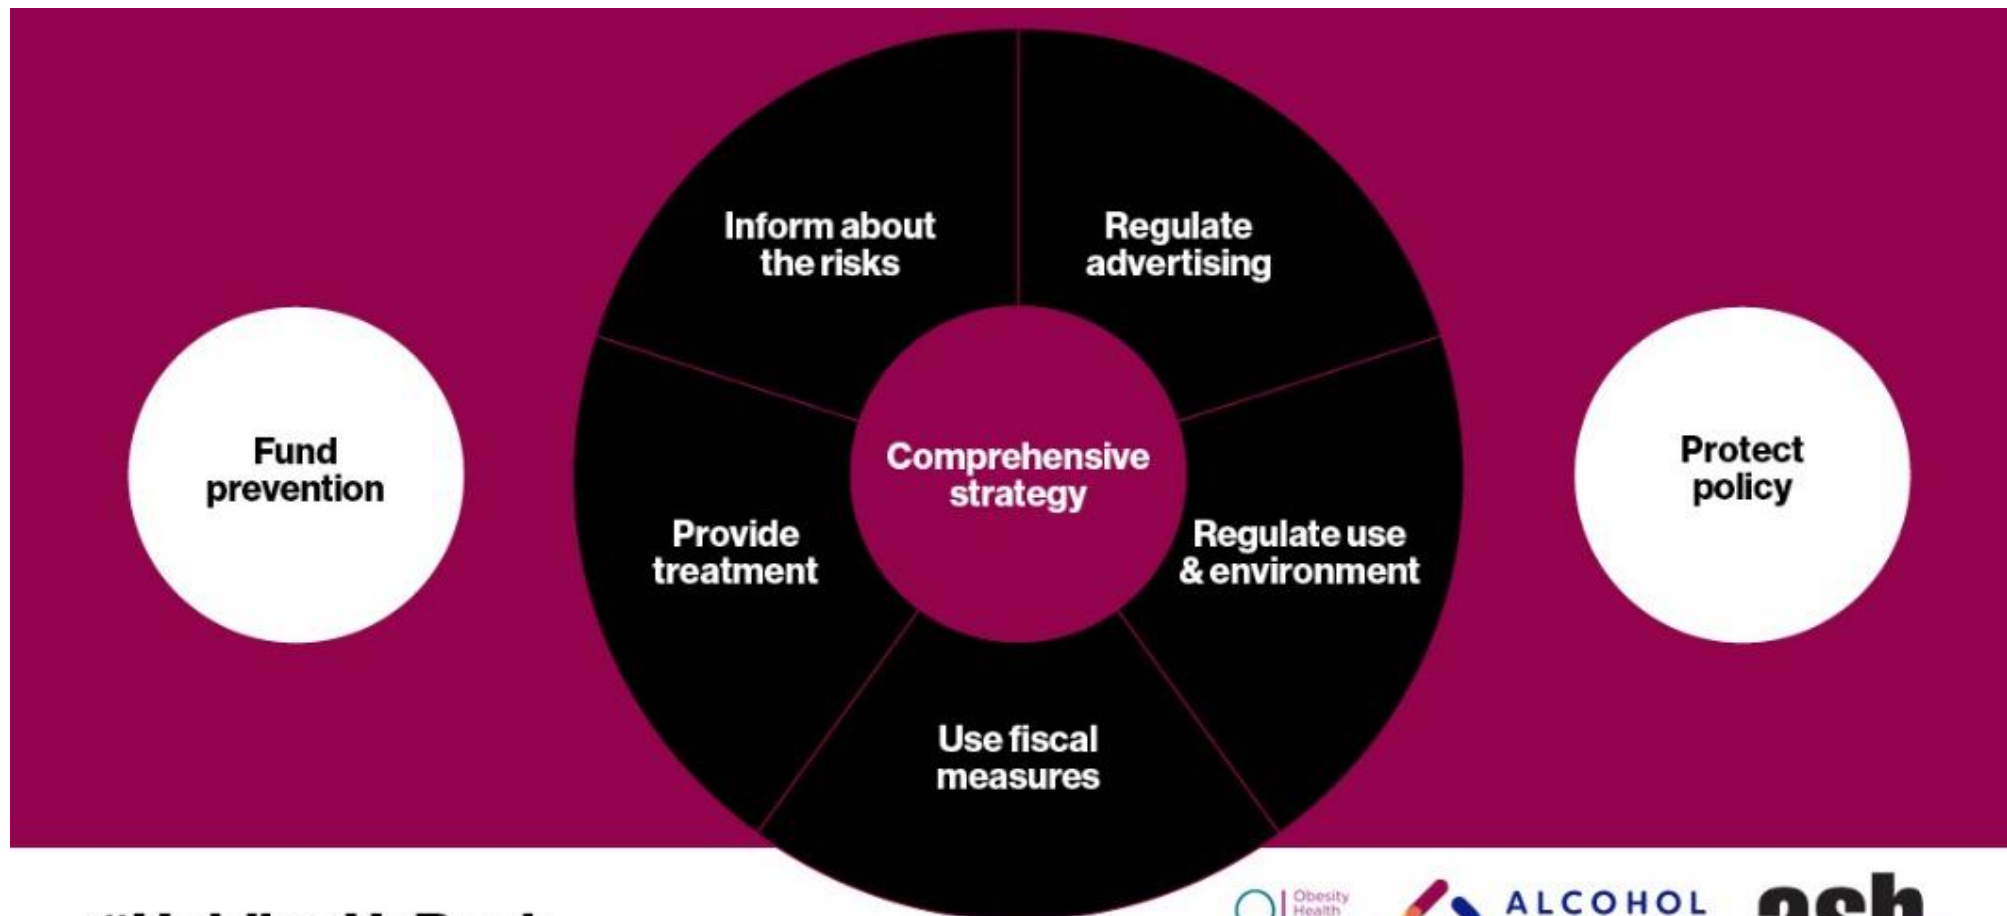 Inform about
the risks
Regulate
advertising
Fund
prevention
Comprehensive
strategy
Protect
policy
Provide
treatment
Regulate use
& environment
Use fiscal
measures
Obesity
Health
ALCOHOL
ash